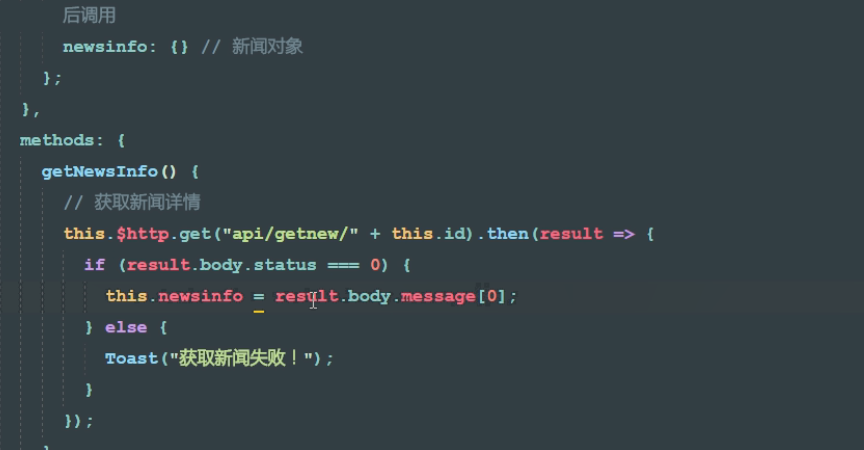 后调用
newsinfo: {} // 新闻对象
};
},
methods: {
getNewsInfo() {
// 获取新闻详情
this.$http.get("api/getnew/" + this.id).then(result => {
if (result.body.status === 0) {
this.newsinfo = result.body.message[0];
} else {
Toast("获取新闻失败！");
}
});